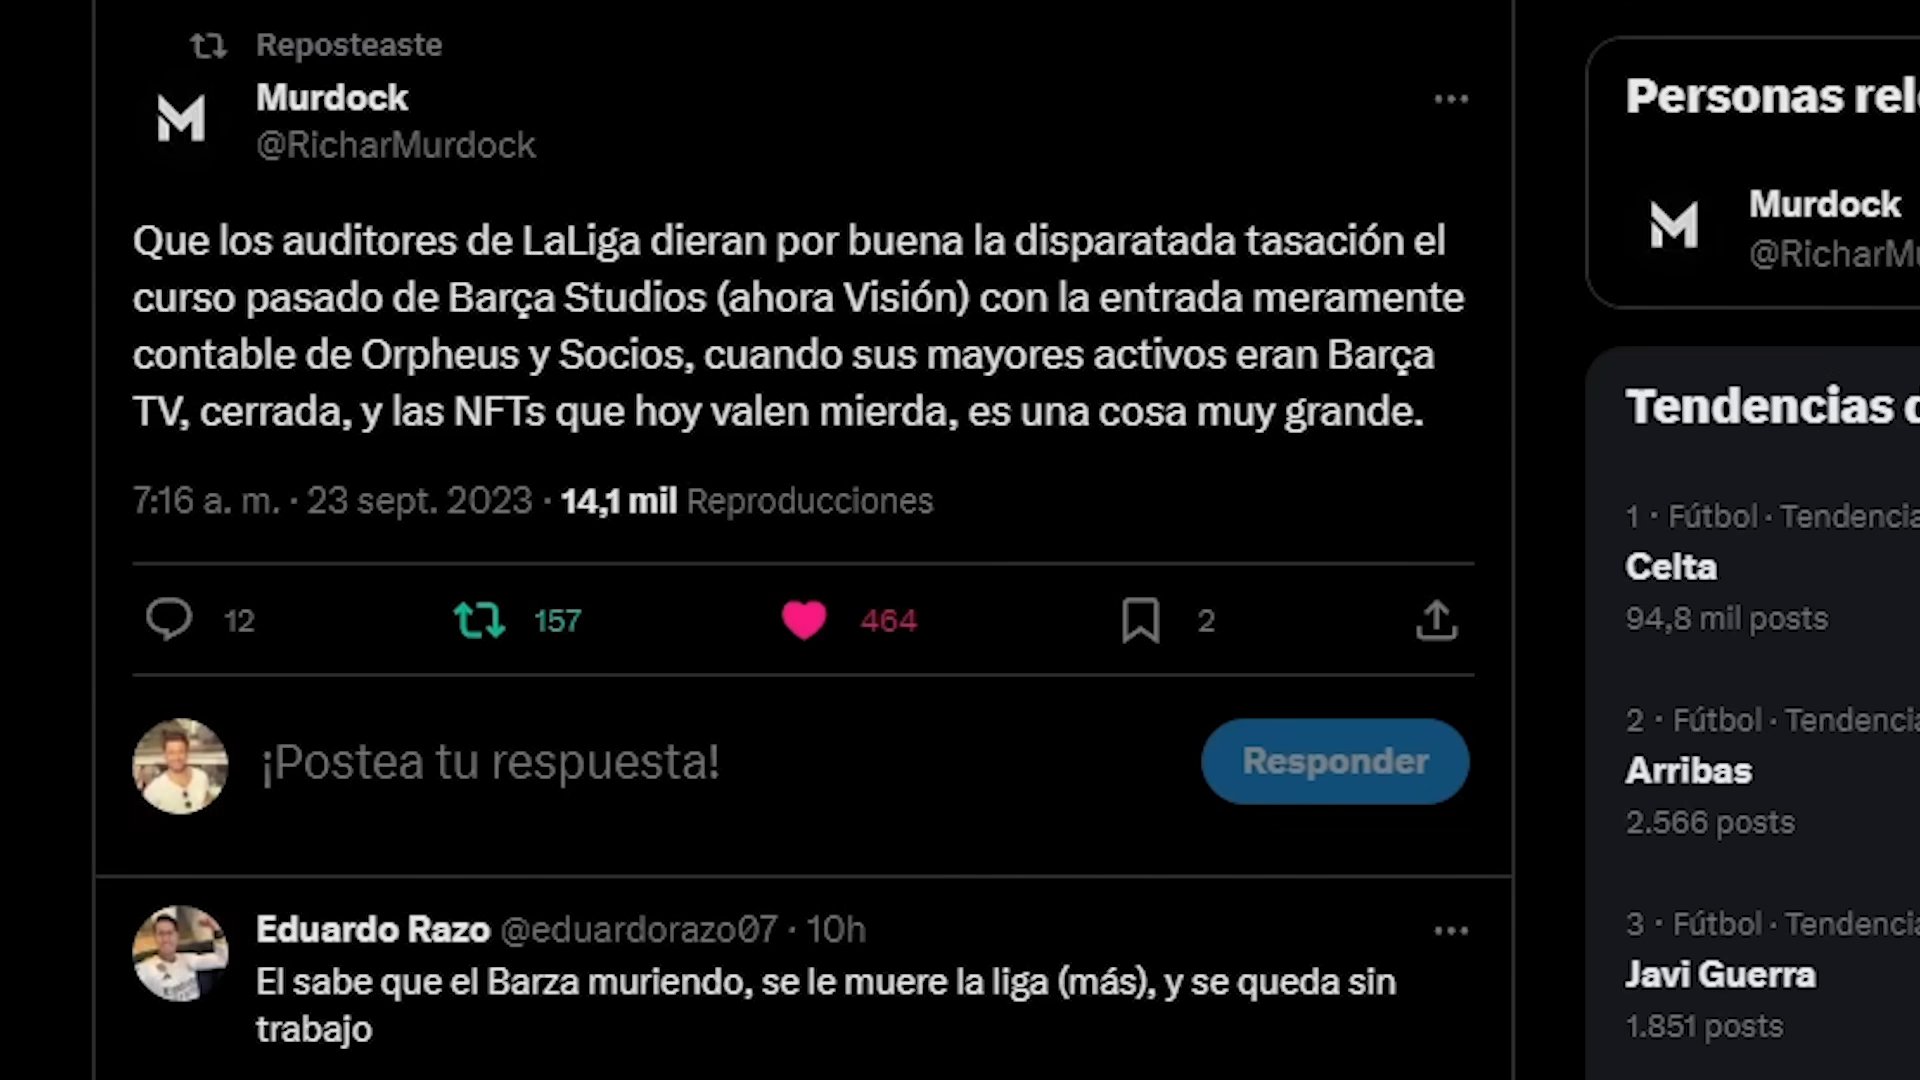 Reposteaste
Murdock
@RicharMurdock
Que los auditores de LaLiga dieran por buena la disparatada tasación el
curso pasado de Barça Studios (ahora Visión) con la entrada meramente
contable de Orpheus y Socios, cuando sus mayores activos eran Barça
TV, cerrada, y las NFTs que hoy valen mierda, es una cosa muy grande.
7:16 a. m. · 23 sept. 2023 · 14,1 mil Reproducciones
12 157 464 2
¡Postea tu respuesta!
Responder
Eduardo Razo @eduardorazo07 · 10h
El sabe que el Barza muriendo, se le muere la liga (más), y se queda sin
trabajo
Personas
Murdock
Tendencias
1 · Fútbol ·
Celta
94,8 mil posts
2 · Fútbol ·
Arribas
2.566 posts
3 · Fútbol ·
Javi Guerra
1.851 posts